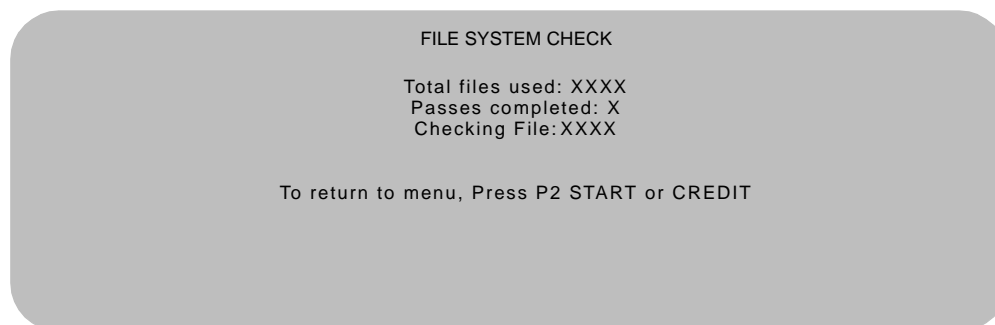 FILE SYSTEM CHECK
Total files used: XXXX
Passes completed: X
Checking File: XXXX
To return to menu, Press P2 START or CREDIT